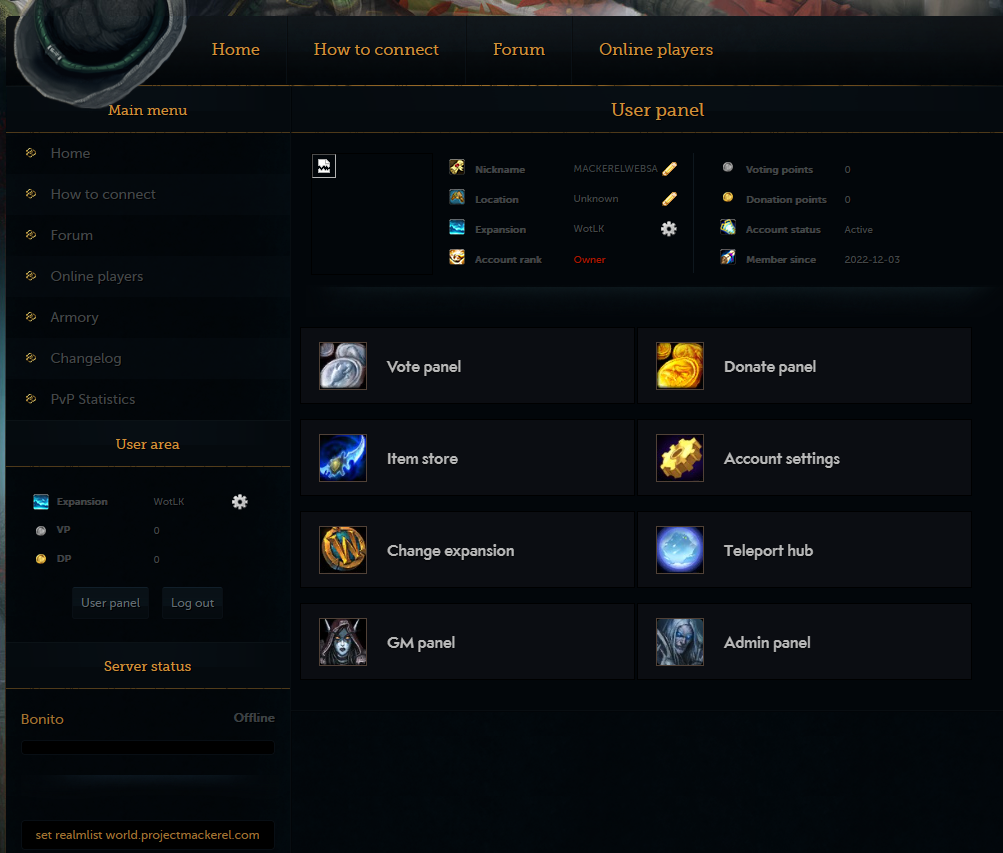 Home How to connect Forum Online players
Main menu
Home
How to connect
Forum
Online players
Armory
Changelog
PvP Statistics
User area
Expansion WotLK
VP 0
DP 0
User panel Log out
Server status
Bonito Offline
set realmlist world.projectmackerel.com
User panel
Nickname MACKERELWEBSA
Location Unknown
Expansion WotLK
Account rank Owner
Voting points 0
Donation points 0
Account status Active
Member since 2022-12-03
Vote panel Donate panel
Item store Account settings
Change expansion Teleport hub
GM panel Admin panel